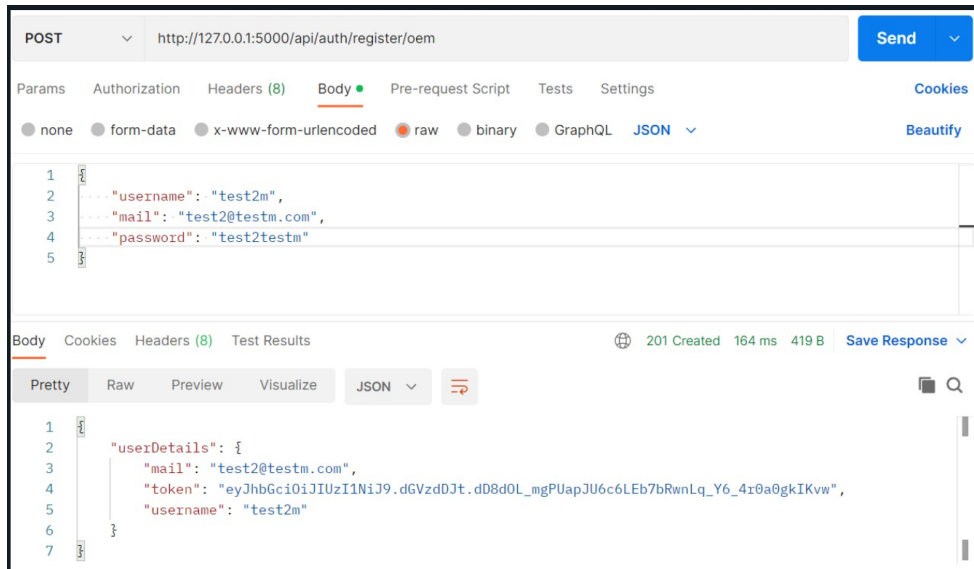 POST http://127.0.0.1:5000/api/auth/register/oem Send
Params Authorization Headers (8) Body Pre-request Script Tests Settings Cookies
none form-data x-www-form-urlencoded raw binary GraphQL JSON Beautify
1 {
2 "username": "test2m",
3 "mail": "test2@testm.com",
4 "password": "test2testm"
5 }
Body Cookies Headers (8) Test Results 201 Created 164 ms 419 B Save Response
Pretty Raw Preview Visualize JSON
1 {
2 "userDetails": {
3 "mail": "test2@testm.com",
4 "token": "eyJhbGciOiJIUzI1NiJ9.dGVzdDJt.dD8dOL_mgPUapJU6c6LEb7bRwnLq_Y6_4r0a0gkIKvw",
5 "username": "test2m"
6 }
7 }